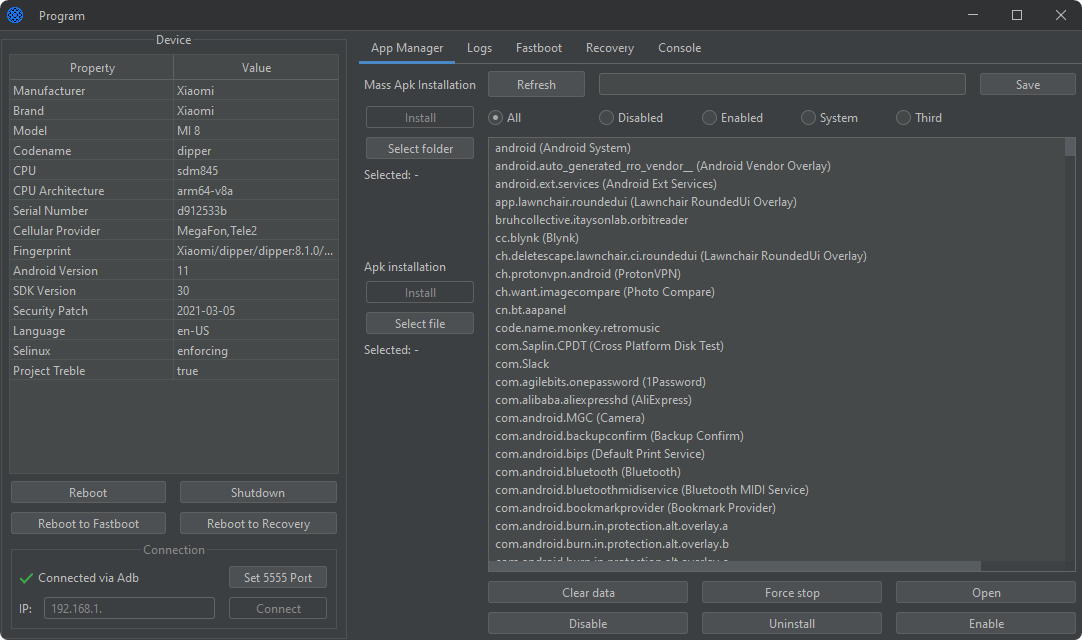 Program
Device
Property Value
Manufacturer Xiaomi
Brand Xiaomi
Model MI 8
Codename dipper
CPU sdm845
CPU Architecture arm64-v8a
Serial Number d912533b
Cellular Provider MegaFon,Tele2
Fingerprint Xiaomi/dipper/dipper:8.1.0/...
Android Version 11
SDK Version 30
Security Patch 2021-03-05
Language en-US
Selinux enforcing
Project Treble true
Reboot Shutdown
Reboot to Fastboot Reboot to Recovery
Connection
Connected via Adb Set 5555 Port
IP: 192.168.1. Connect
App Manager Logs Fastboot Recovery Console
Mass Apk Installation Refresh Save
Install
Select folder
Selected: -
Apk installation
Install
Select file
Selected: -
All Disabled Enabled System Third
android (Android System)
android.auto_generated_rro_vendor__ (Android Vendor Overlay)
android.ext.services (Android Ext Services)
app.lawnchair.roundedui (Lawnchair RoundedUi Overlay)
bruhcollective.itaysonlab.orbitreader
cc.blynk (Blynk)
ch.deletescape.lawnchair.ci.roundedui (Lawnchair RoundedUi Overlay)
ch.protonvpn.android (ProtonVPN)
ch.want.imagecompare (Photo Compare)
cn.bt.aapanel
code.name.monkey.retromusic
com.Saplin.CPDT (Cross Platform Disk Test)
com.Slack
com.agilebits.onepassword (1Password)
com.alibaba.aliexpresshd (AliExpress)
com.android.MGC (Camera)
com.android.backupconfirm (Backup Confirm)
com.android.bips (Default Print Service)
com.android.bluetooth (Bluetooth)
com.android.bluetoothmidiservice (Bluetooth MIDI Service)
com.android.bookmarkprovider (Bookmark Provider)
com.android.burn.in.protection.alt.overlay.a
com.android.burn.in.protection.alt.overlay.b
Clear data Force stop Open
Disable Uninstall Enable